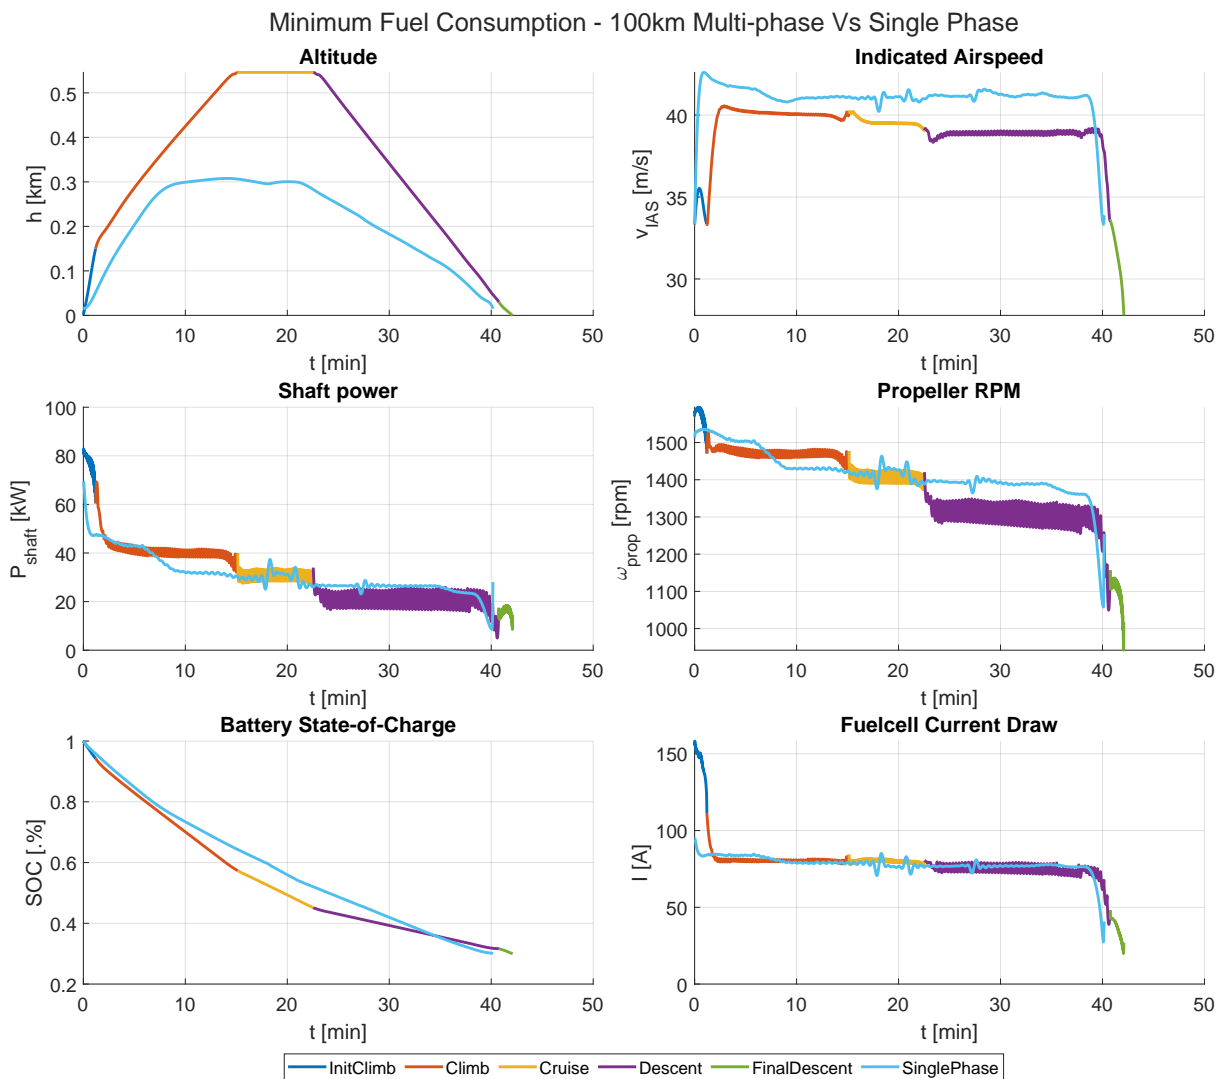 Minimum Fuel Consumption - 100km Multi-phase Vs Single Phase
Altitude
h [km]
0.5
0.4
0.3
0.2
0.1
0
0 10 20 30 40 50
t [min]
Indicated Airspeed
v_IAS [m/s]
40
35
30
0 10 20 30 40 50
t [min]
Shaft power
P_shaft [kW]
100
80
60
40
20
0
0 10 20 30 40 50
t [min]
Propeller RPM
ω_prop [rpm]
1500
1400
1300
1200
1100
1000
0 10 20 30 40 50
t [min]
Battery State-of-Charge
SOC [.%]
1
0.8
0.6
0.4
0.2
0 10 20 30 40 50
t [min]
Fuelcell Current Draw
I [A]
150
100
50
0
0 10 20 30 40 50
t [min]
InitClimb Climb Cruise Descent FinalDescent SinglePhase